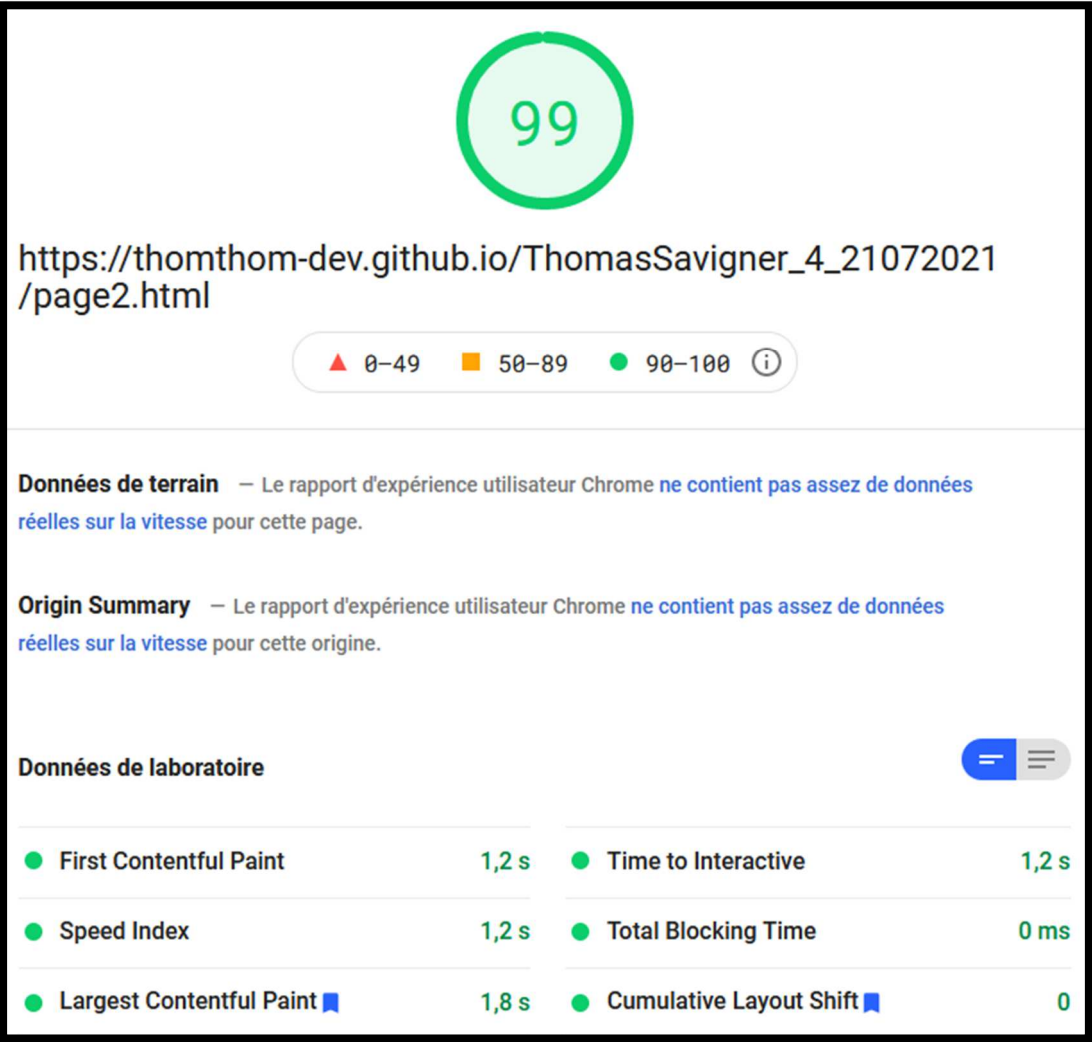 99
https://thomthom-dev.github.io/ThomasSavigner_4_21072021
/page2.html
0–49 50–89 90–100
Données de terrain — Le rapport d'expérience utilisateur Chrome ne contient pas assez de données
réelles sur la vitesse pour cette page.
Origin Summary — Le rapport d'expérience utilisateur Chrome ne contient pas assez de données
réelles sur la vitesse pour cette origine.
Données de laboratoire
First Contentful Paint 1,2 s Time to Interactive 1,2 s
Speed Index 1,2 s Total Blocking Time 0 ms
Largest Contentful Paint 1,8 s Cumulative Layout Shift 0